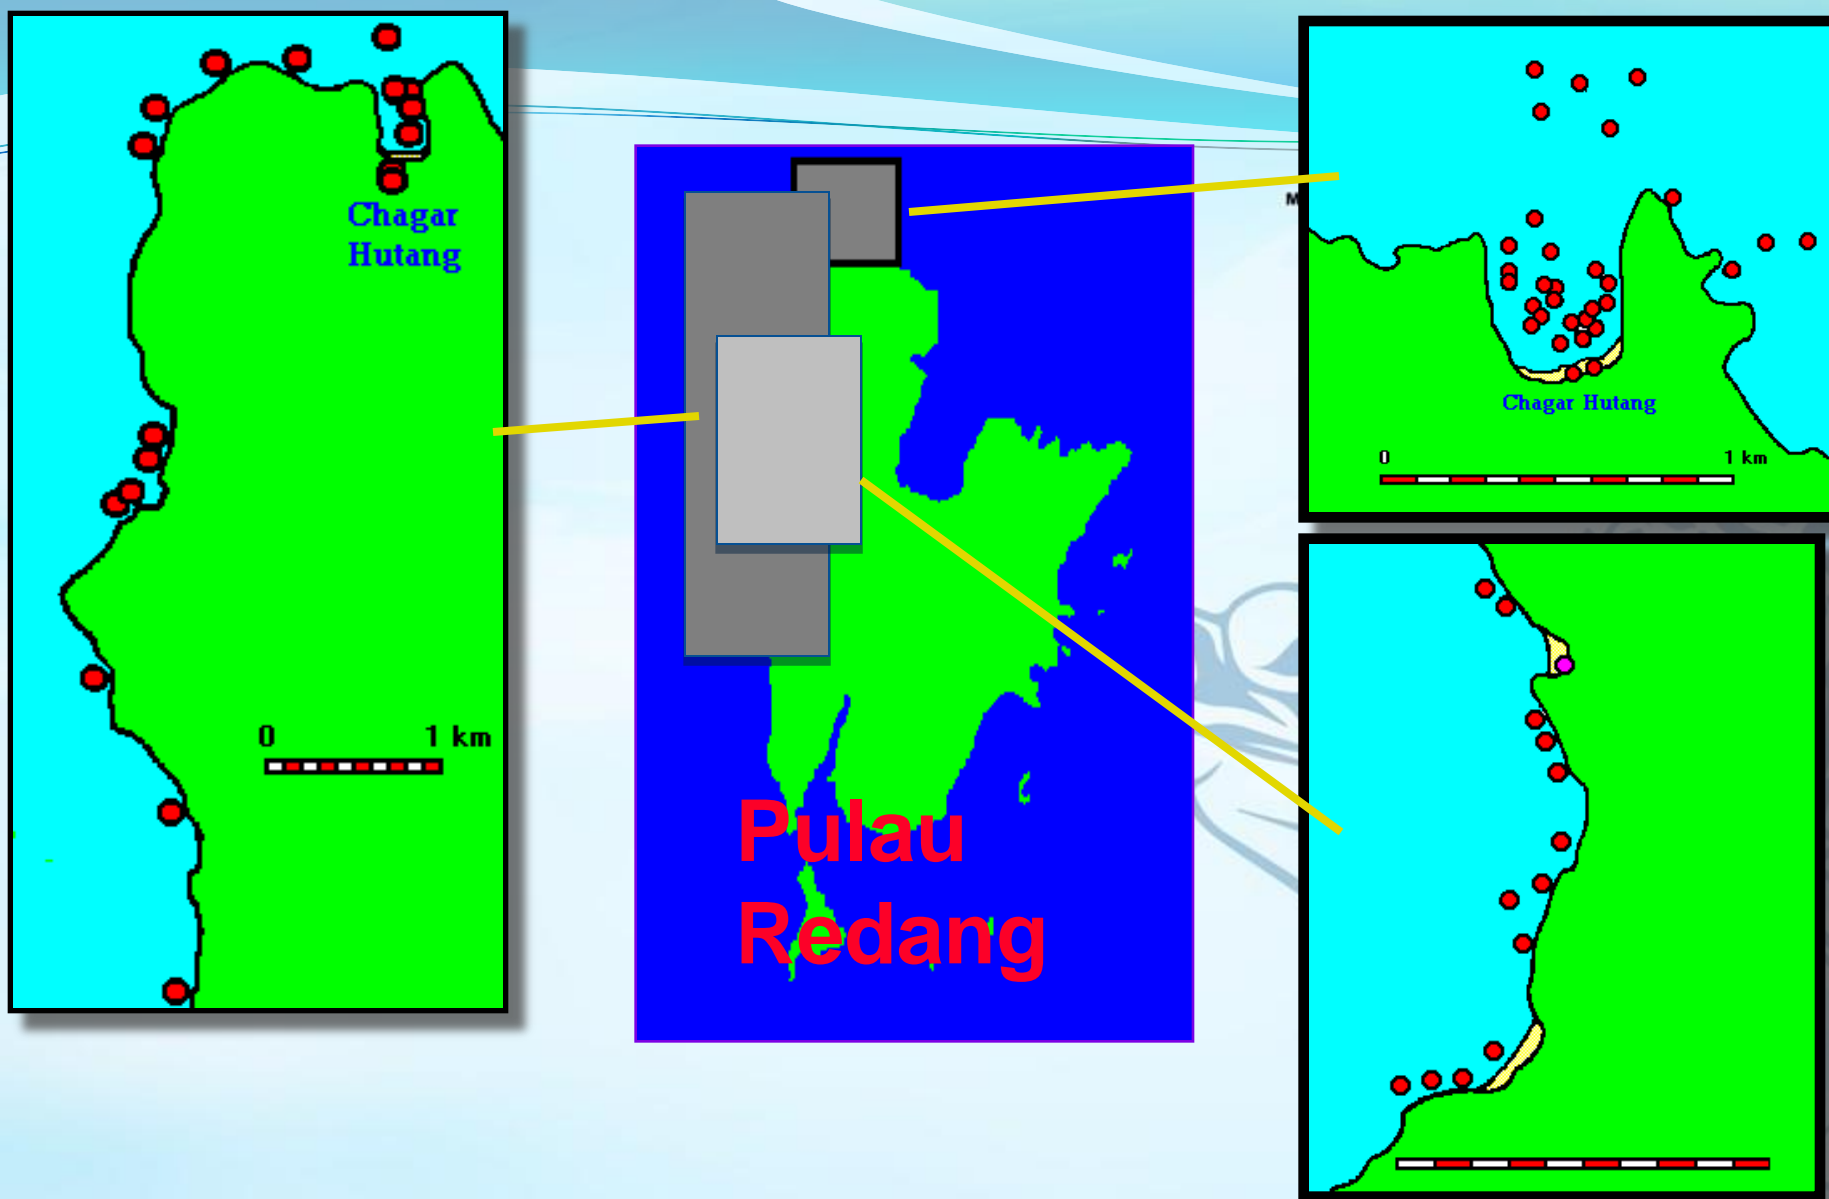 Chagar
Hutang
0 1 km
Pulau
Redang
M
Chagar Hutang
0 1 km